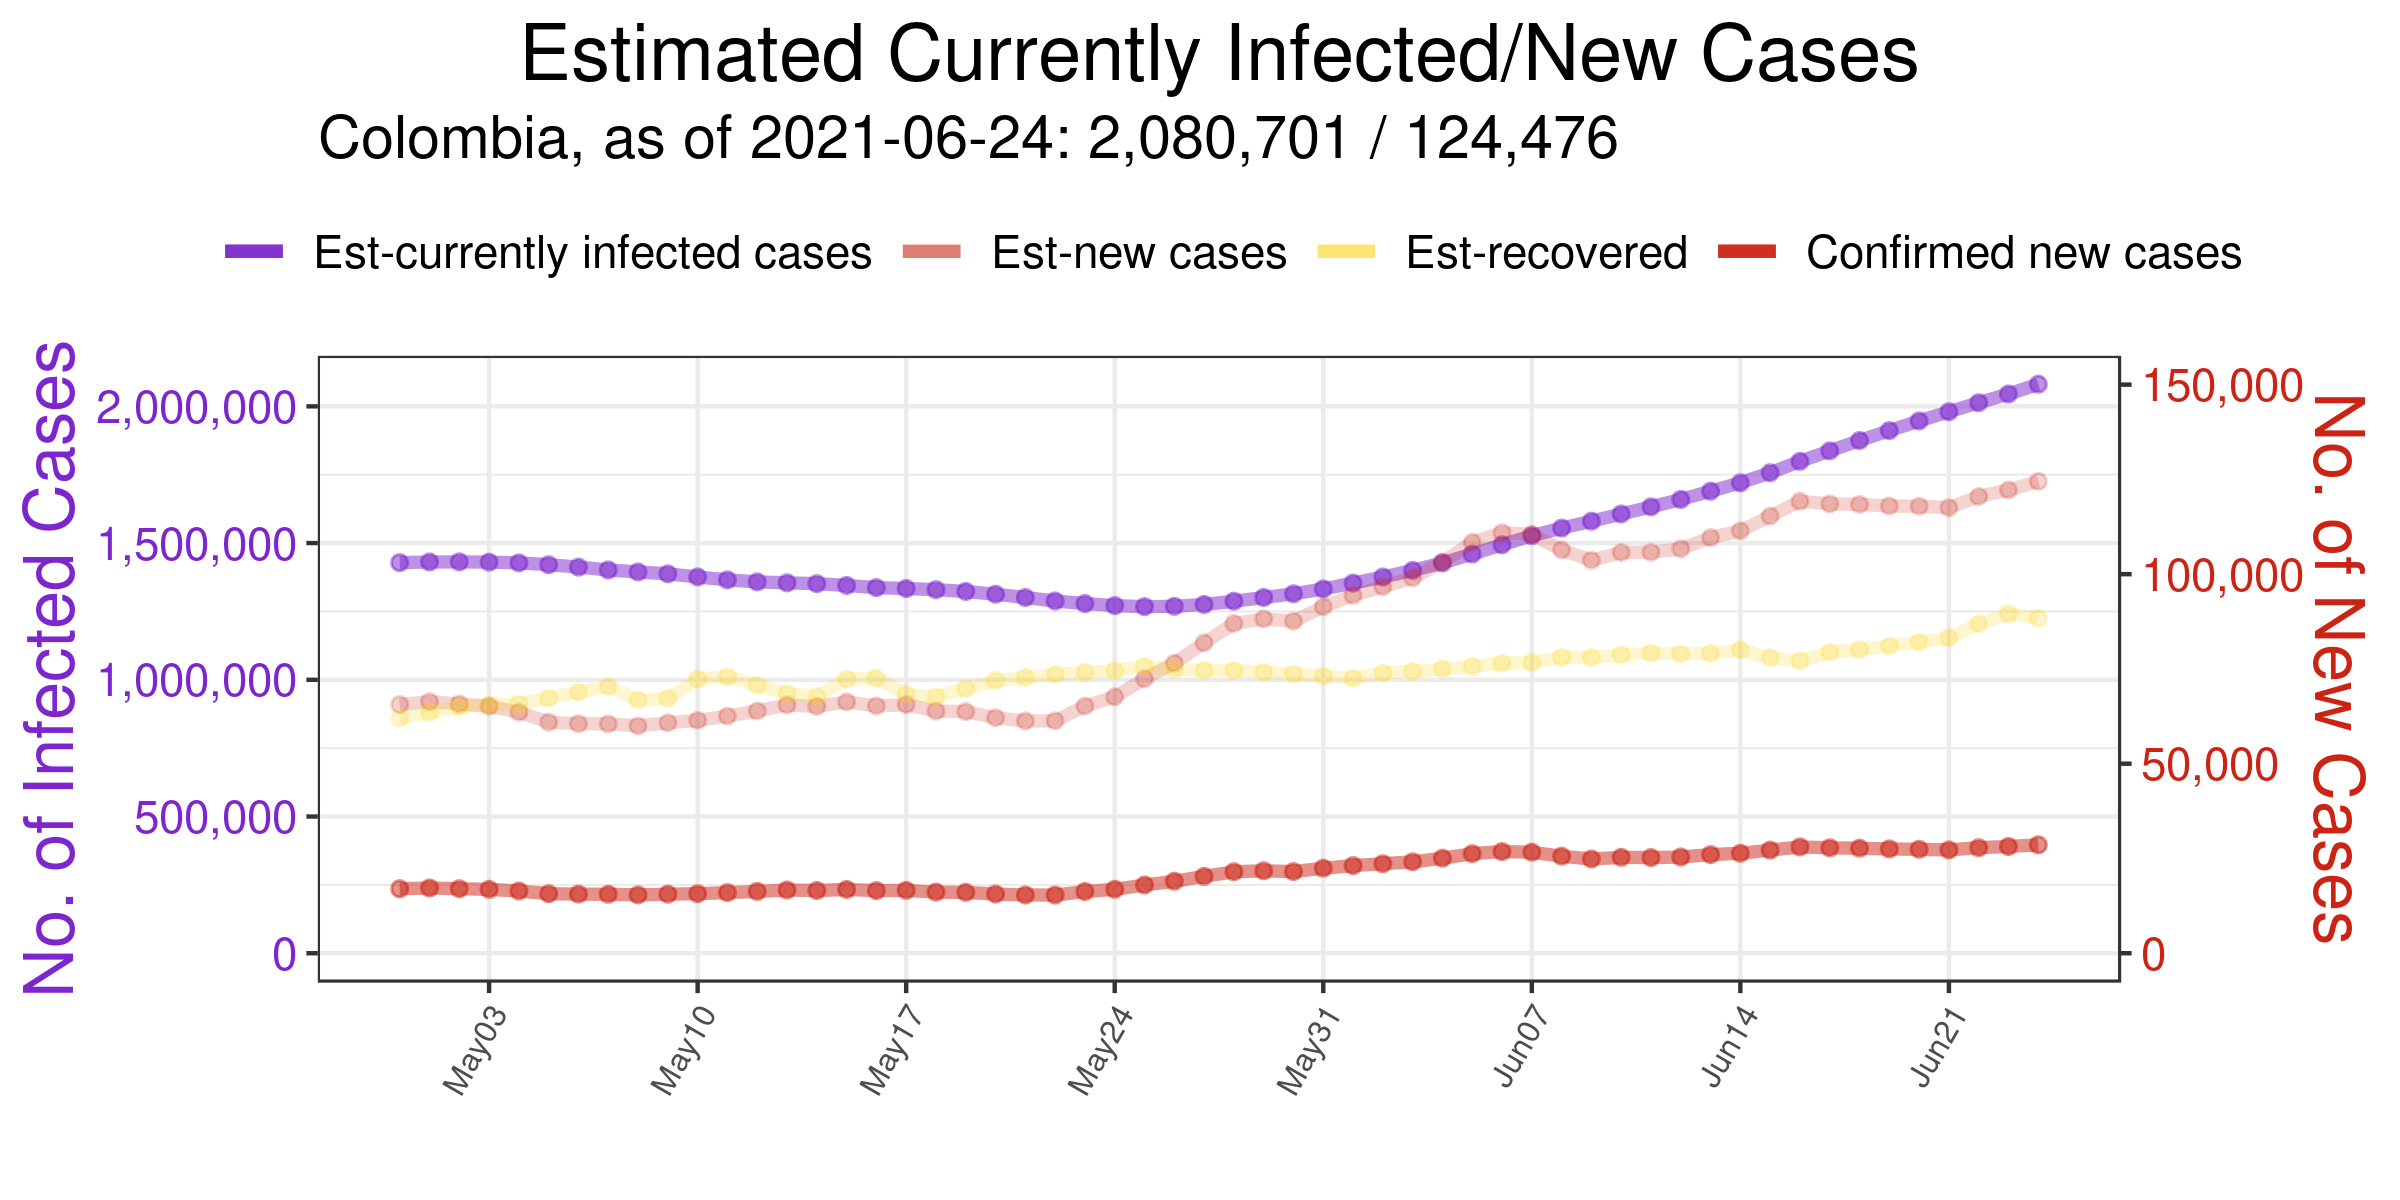 Estimated Currently Infected/New Cases
Colombia, as of 2021-06-24: 2,080,701 / 124,476
Est-currently infected cases Est-new cases Est-recovered Confirmed new cases
No. of Infected Cases
2,000,000
1,500,000
1,000,000
500,000
0
150,000
100,000
50,000
0
No. of New Cases
May03 May10 May17 May24 May31 Jun07 Jun14 Jun21